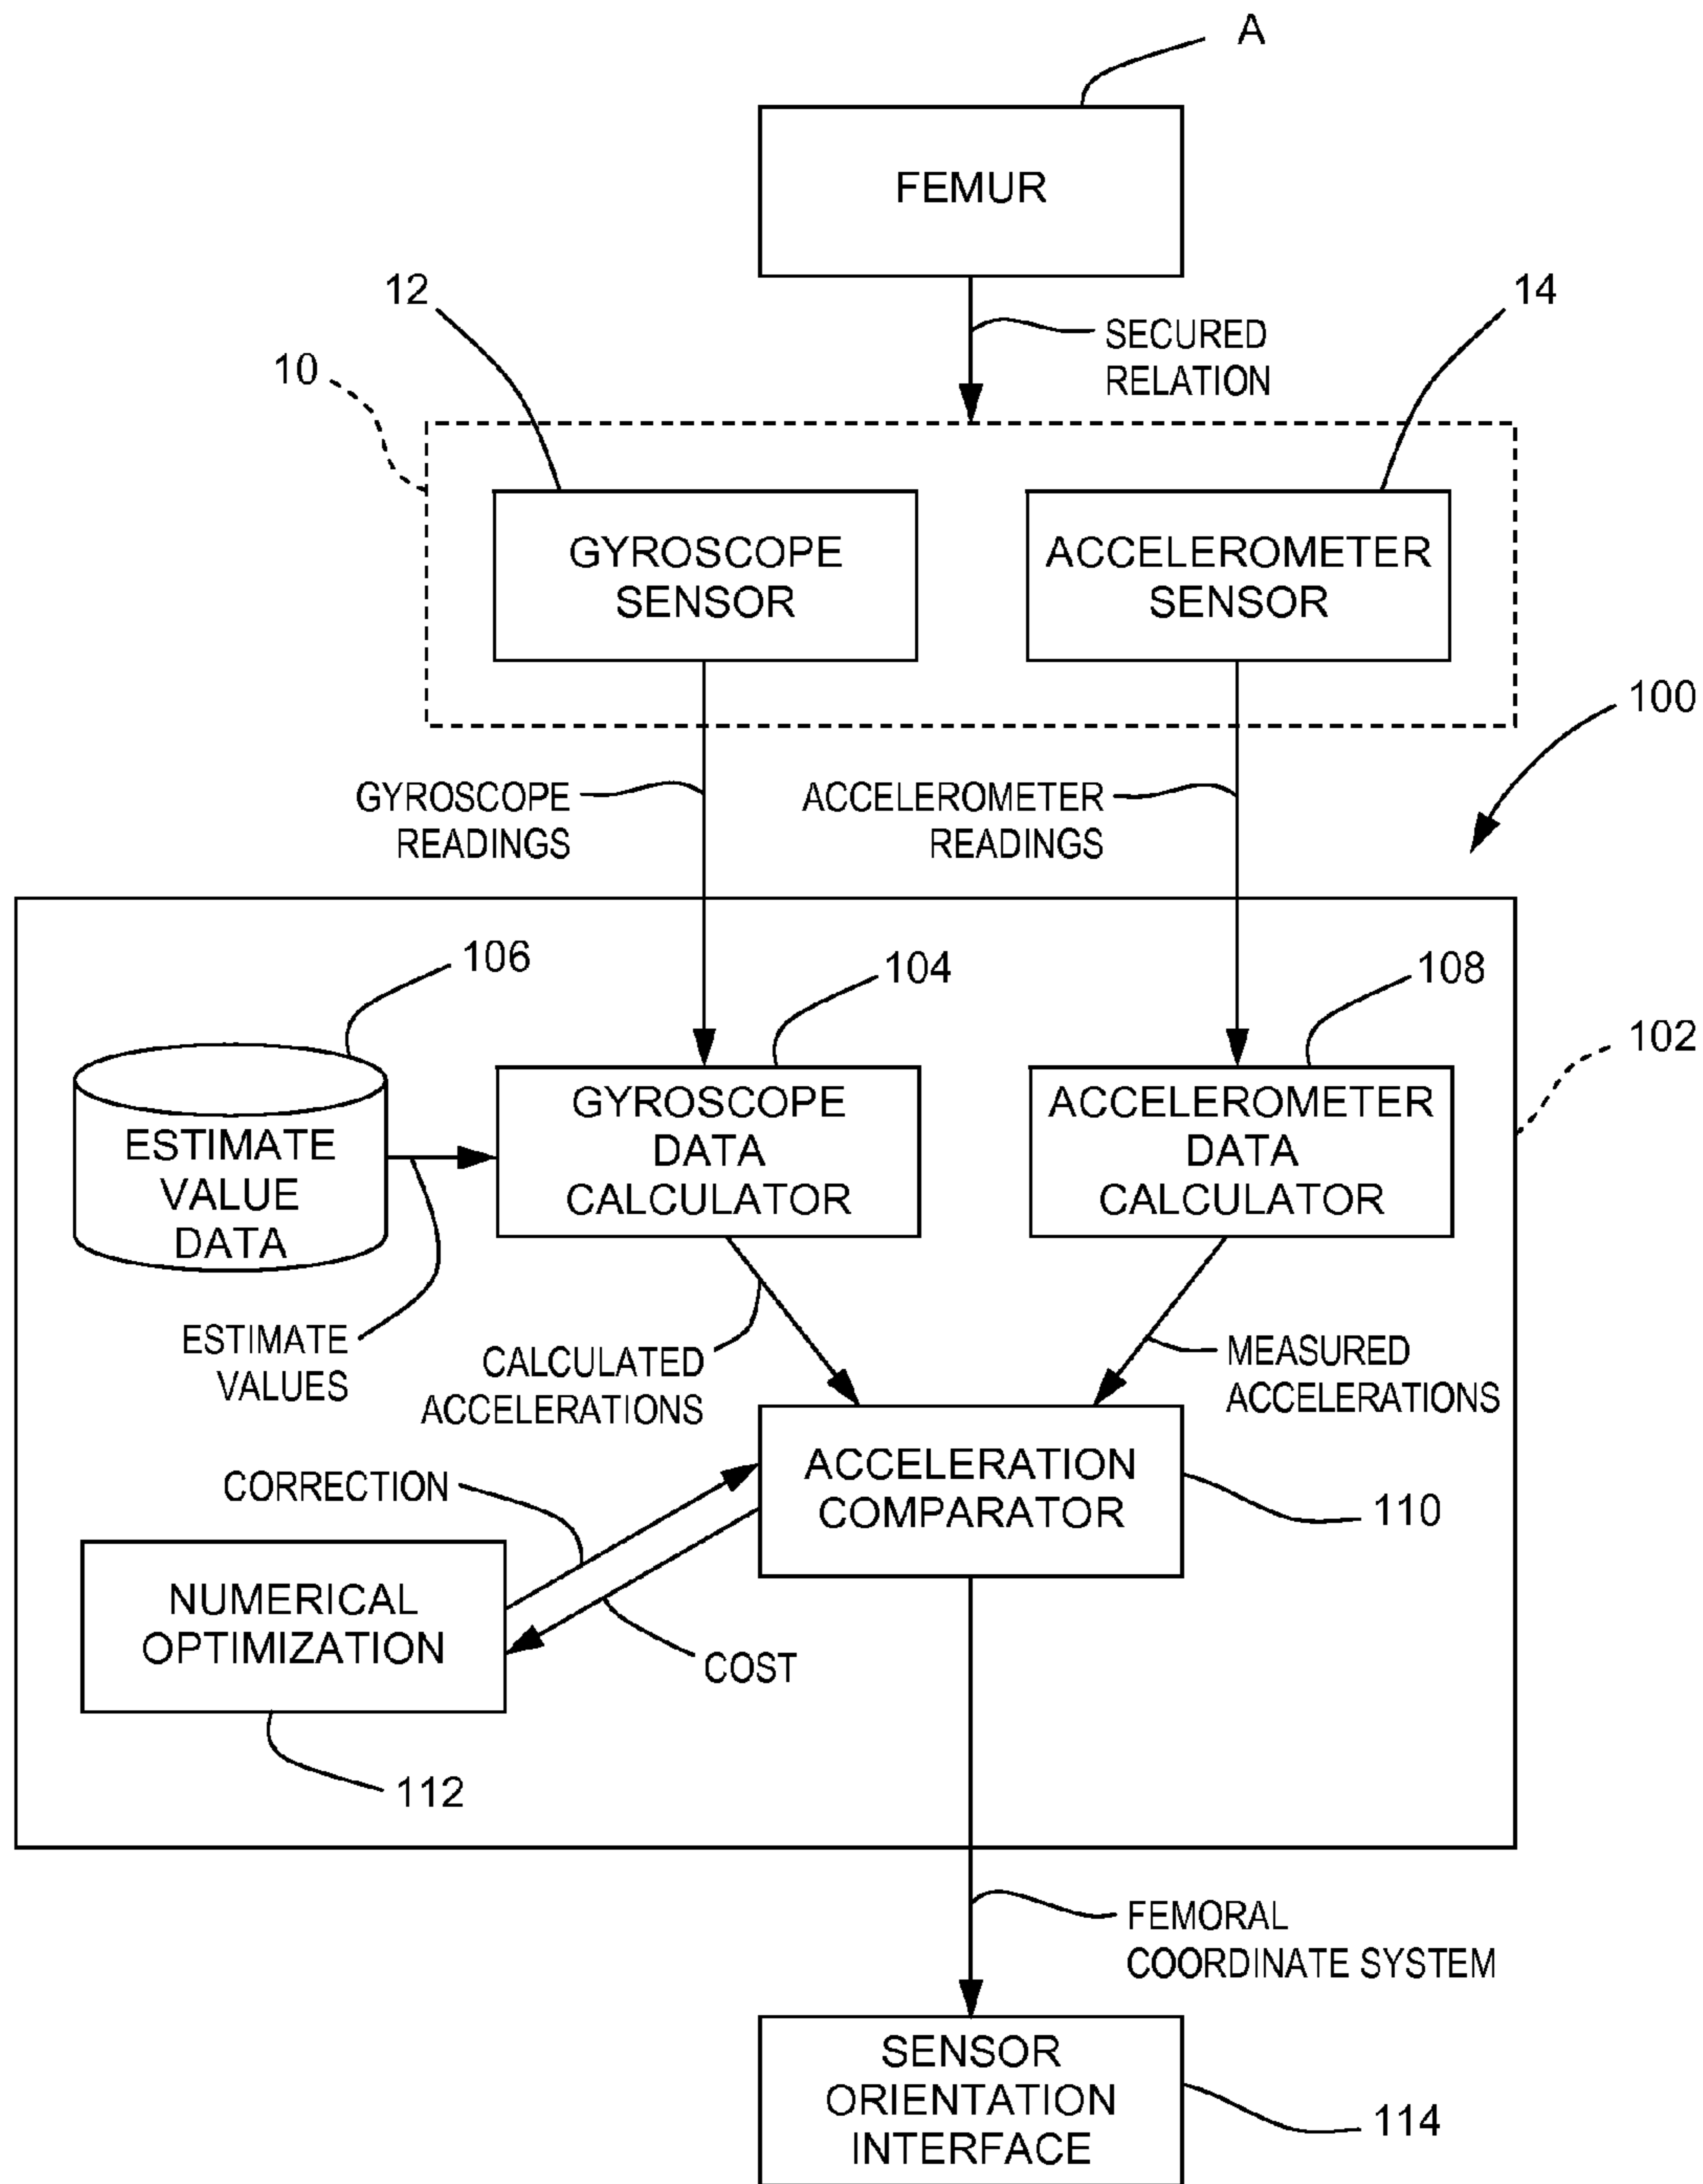 A
FEMUR
12
14
SECURED
RELATION
10
GYROSCOPE
SENSOR
ACCELEROMETER
SENSOR
100
GYROSCOPE
READINGS
ACCELEROMETER
READINGS
106
104
108
102
ESTIMATE
VALUE
DATA
GYROSCOPE
DATA
CALCULATOR
ACCELEROMETER
DATA
CALCULATOR
ESTIMATE
VALUES
CALCULATED
ACCELERATIONS
MEASURED
ACCELERATIONS
CORRECTION
ACCELERATION
COMPARATOR
110
NUMERICAL
OPTIMIZATION
COST
112
FEMORAL
COORDINATE SYSTEM
SENSOR
ORIENTATION
INTERFACE
114